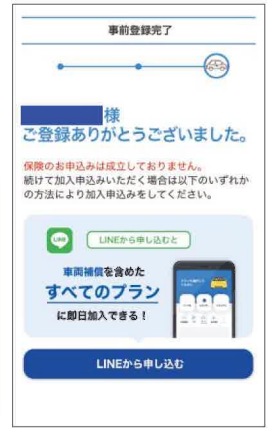 事前登録完了
様
ご登録ありがとうございました。
保険のお申込みは成立しておりません。
続けて加入申込みいただく場合は以下のいずれか
の方法により加入申込みをしてください。
LINE
LINEから申し込むと
車両補償を含めた
すべてのプラン
に即日加入できる！
LINEから申し込む